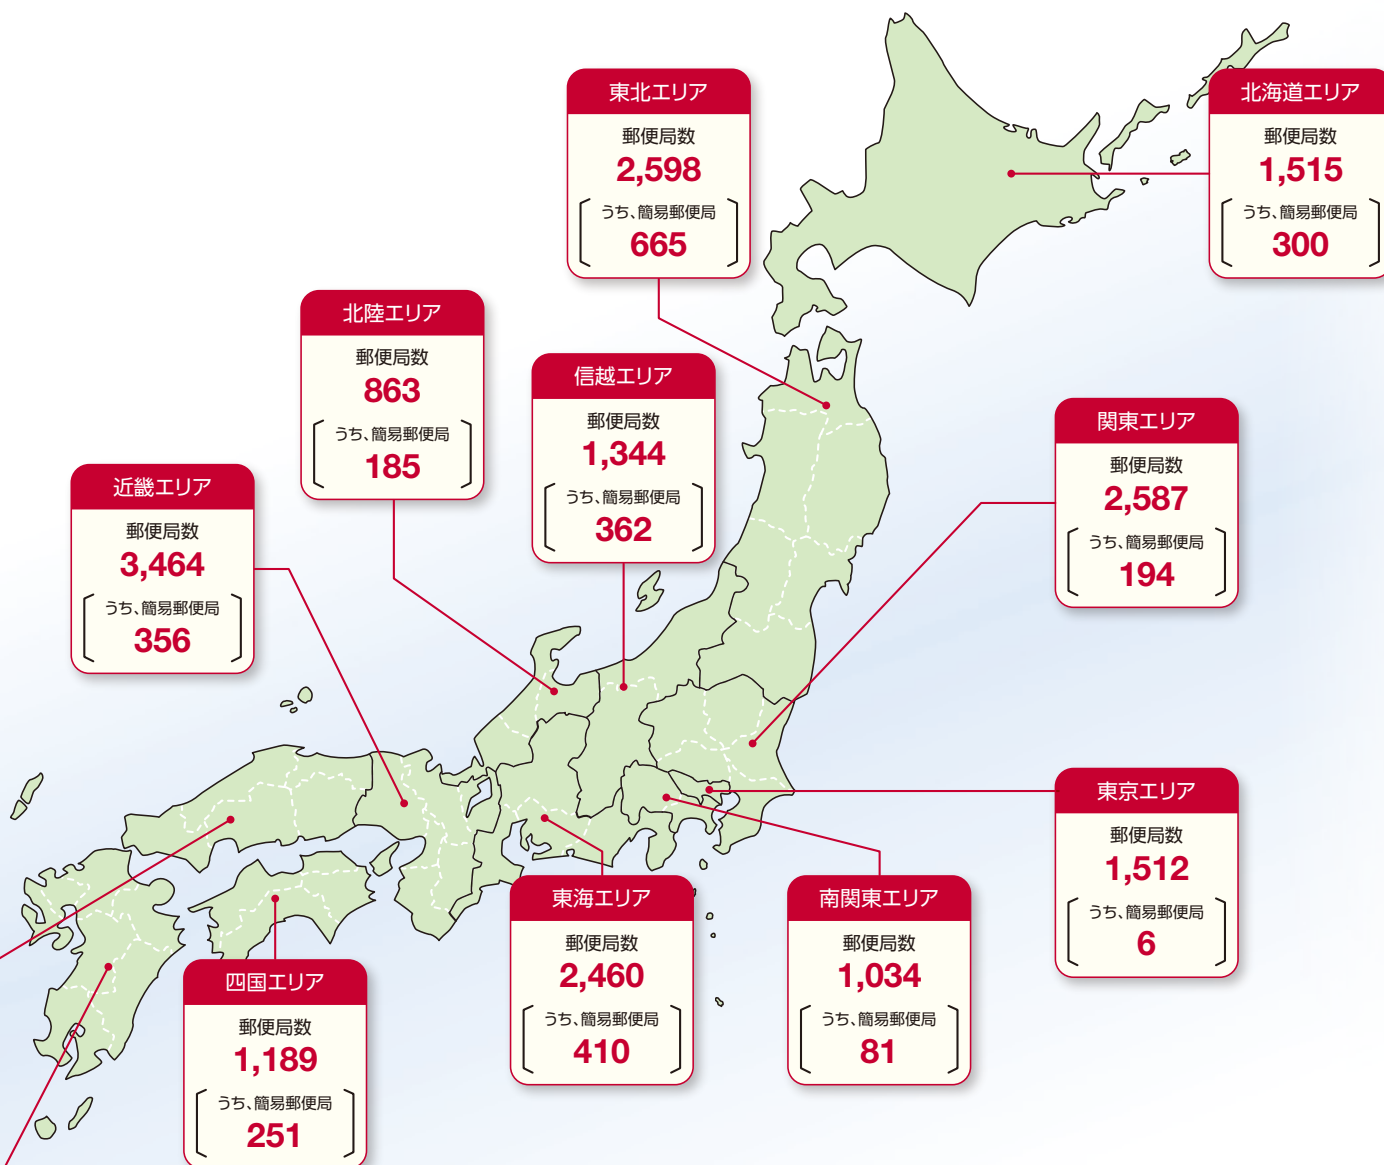 東北エリア
郵便局数
2,598
うち、簡易郵便局
665
北海道エリア
郵便局数
1,515
うち、簡易郵便局
300
北陸エリア
郵便局数
863
うち、簡易郵便局
185
信越エリア
郵便局数
1,344
うち、簡易郵便局
362
関東エリア
郵便局数
2,587
うち、簡易郵便局
194
近畿エリア
郵便局数
3,464
うち、簡易郵便局
356
東京エリア
郵便局数
1,512
うち、簡易郵便局
6
東海エリア
郵便局数
2,460
うち、簡易郵便局
410
南関東エリア
郵便局数
1,034
うち、簡易郵便局
81
四国エリア
郵便局数
1,189
うち、簡易郵便局
251